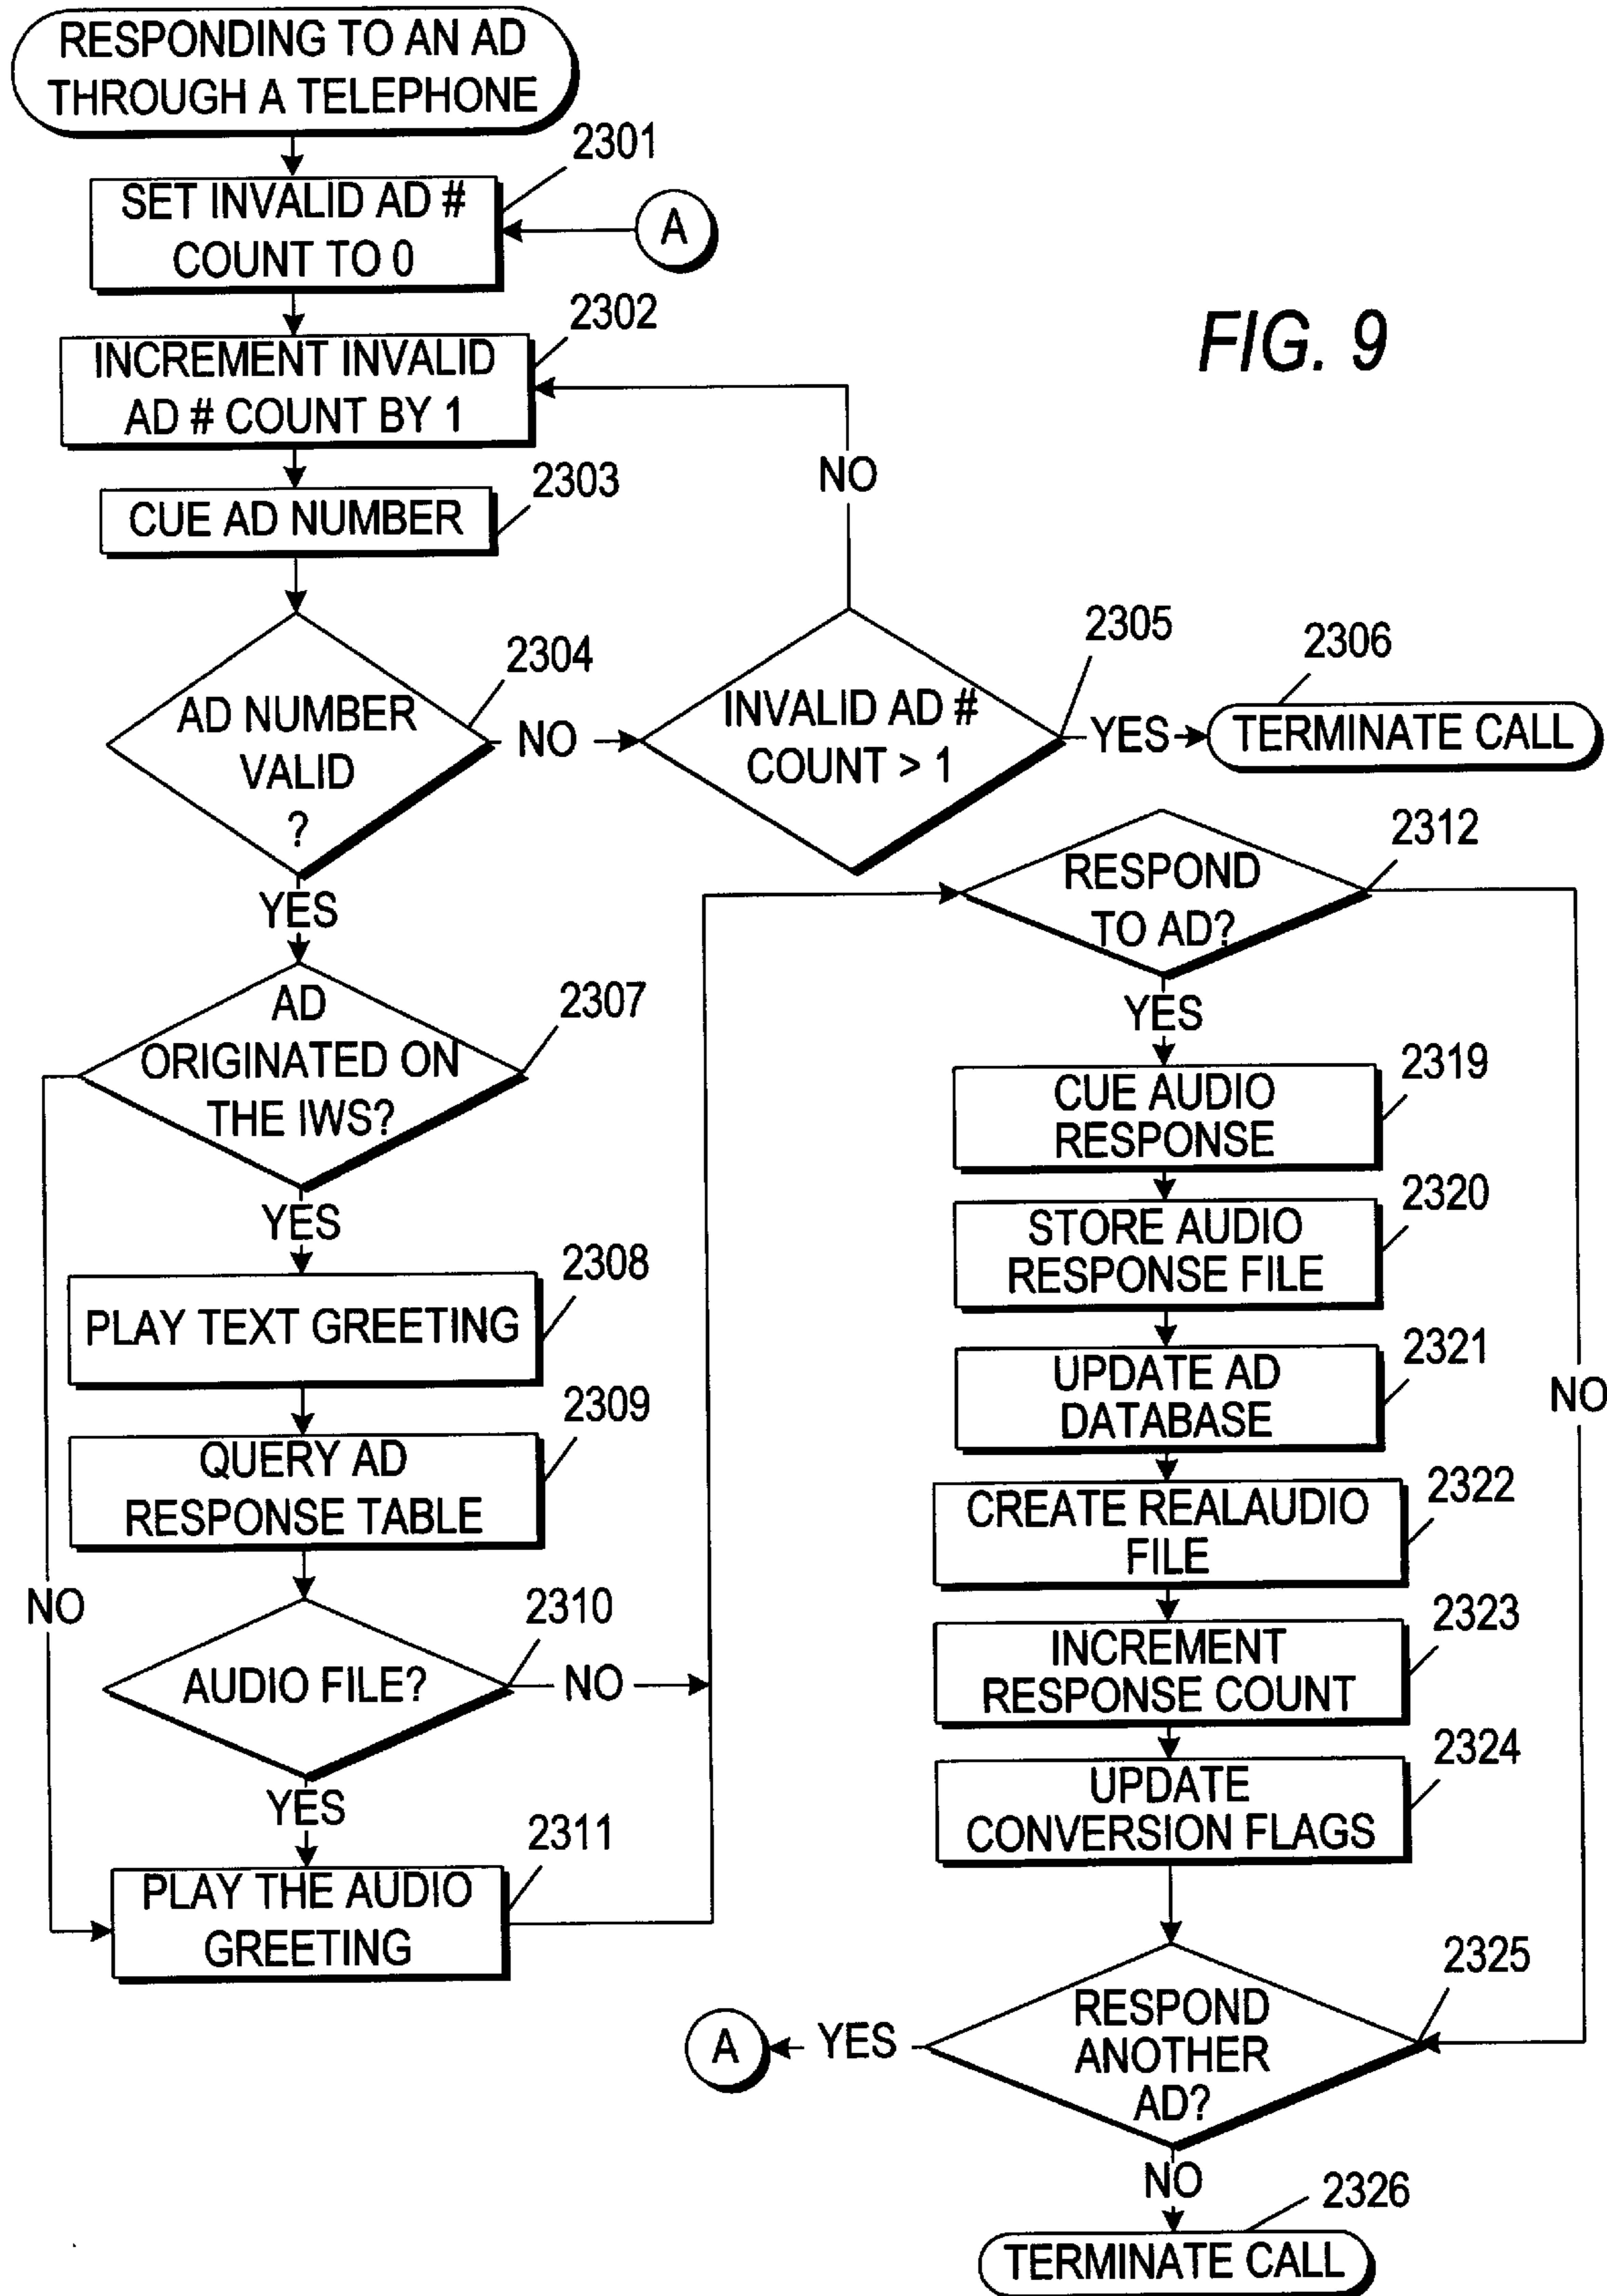 RESPONDING TO AN AD
THROUGH A TELEPHONE
2301
SET INVALID AD #
COUNT TO 0
A
2302
INCREMENT INVALID
AD # COUNT BY 1
FIG. 9
NO
2303
CUE AD NUMBER
2304
AD NUMBER
VALID
?
NO
2305
INVALID AD #
COUNT > 1
YES
2306
TERMINATE CALL
YES
2307
AD
ORIGINATED ON
THE IWS?
YES
2308
PLAY TEXT GREETING
2309
QUERY AD
RESPONSE TABLE
NO
2310
AUDIO FILE?
NO
YES
2311
PLAY THE AUDIO
GREETING
2312
RESPOND
TO AD?
YES
2319
CUE AUDIO
RESPONSE
2320
STORE AUDIO
RESPONSE FILE
2321
UPDATE AD
DATABASE
NO
2322
CREATE REALAUDIO
FILE
2323
INCREMENT
RESPONSE COUNT
2324
UPDATE
CONVERSION FLAGS
2325
RESPOND
ANOTHER
AD?
YES
A
NO
2326
TERMINATE CALL